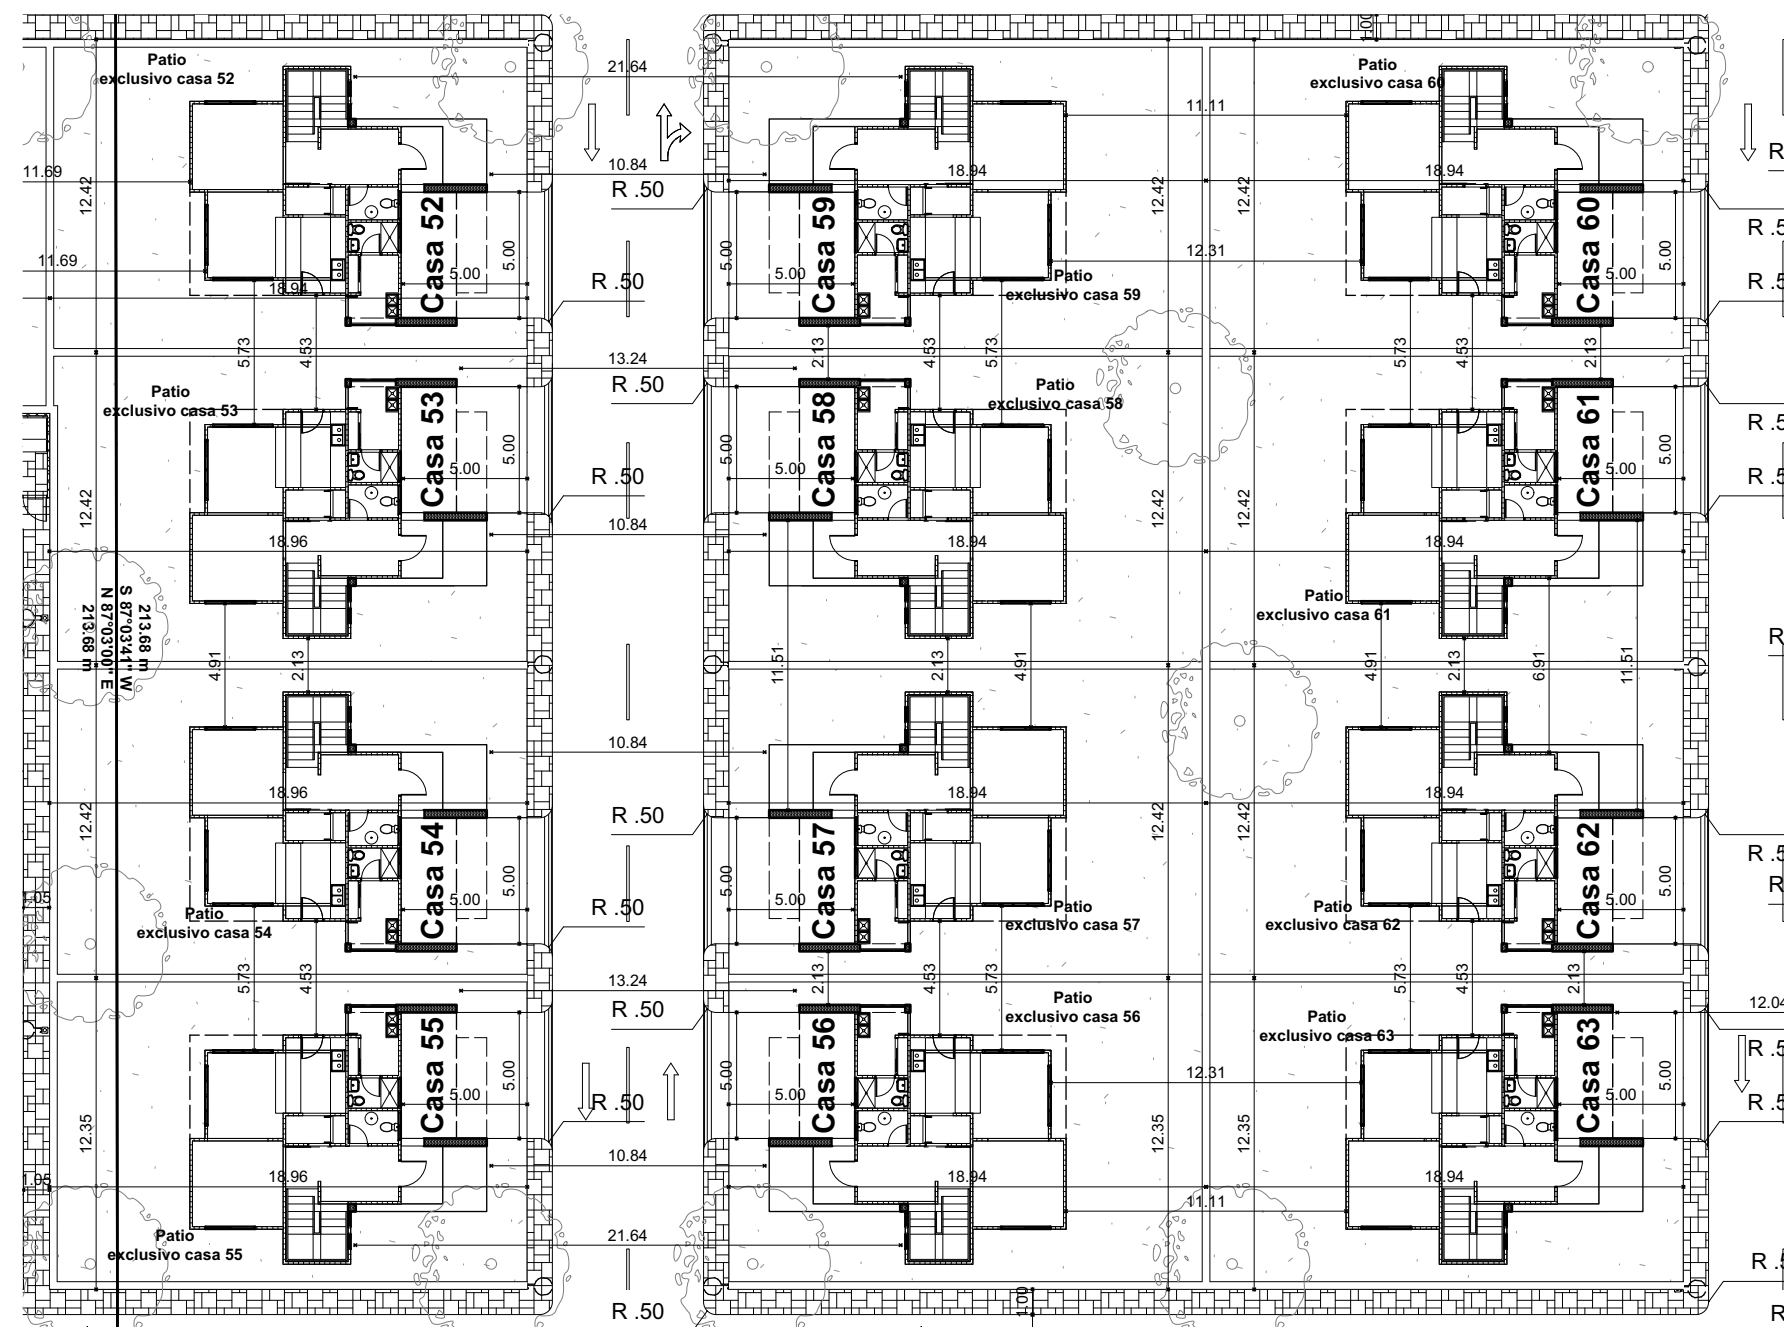 1.00
Patio
exclusivo casa 52
21.64
Patio
exclusivo casa 60
11.11
11.69
12.42
10.84
R .50
18.94
12.42
12.42
18.94
R
R .5
11.69
18.94
Casa 52
5.00
5.00
R .50
5.00
5.00
Casa 59
12.31
Patio
exclusivo casa 59
Casa 60
5.00
5.00
R .5
5.73
4.53
13.24
R .50
2.13
4.53
5.73
5.73
4.53
2.13
Patio
exclusivo casa 53
Patio
exclusivo casa 58
Casa 53
5.00
5.00
R .50
5.00
5.00
Casa 58
Casa 61
5.00
5.00
R .5
R .5
12.42
18.96
10.84
18.94
12.42
12.42
18.94
213.68 m
S 87°03'41" W
N 87°03'00" E
213.68 m
Patio
exclusivo casa 61
R
4.91
2.13
11.51
2.13
4.91
4.91
2.13
6.91
11.51
10.84
12.42
18.96
R .50
18.94
12.42
12.42
18.94
R .5
R
1.05
Casa 54
5.00
5.00
R .50
5.00
5.00
Casa 57
Casa 62
5.00
5.00
Patio
exclusivo casa 54
Patio
exclusivo casa 57
Patio
exclusivo casa 62
5.73
4.53
13.24
R .50
2.13
4.53
5.73
5.73
4.53
2.13
Patio
exclusivo casa 56
Patio
exclusivo casa 63
12.04
R .5
Casa 55
5.00
5.00
R .50
5.00
5.00
Casa 56
12.31
Casa 63
5.00
5.00
R .5
12.35
12.35
12.35
1.05
18.96
10.84
18.94
11.11
18.94
Patio
exclusivo casa 55
21.64
R .5
R .50
1.00
R